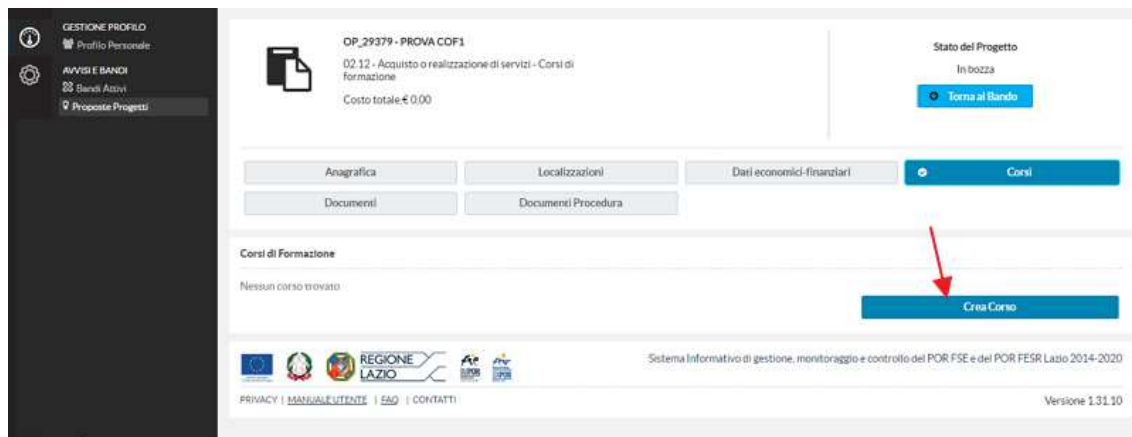 GESTIONE PROFILO
Profilo Personale
AVVISI E BANDI
Bandi Attivi
Proposte Progetti
OP_29379 - PROVA COF1
02.12 - Acquisto o realizzazione di servizi - Corsi di
formazione
Costo totale:€ 0,00
Stato del Progetto
In bozza
Torna al Bando
Anagrafica
Localizzazioni
Dati economici-finanziari
Corsi
Documenti
Documenti Procedura
Corsi di Formazione
Nessun corso trovato
Crea Corso
REGIONE
LAZIO
Sistema Informativo di gestione, monitoraggio e controllo del POR FSE e del POR FESR Lazio 2014-2020
PRIVACY | MANUALE UTENTE | FAQ | CONTATTI
Versione 1.31.10